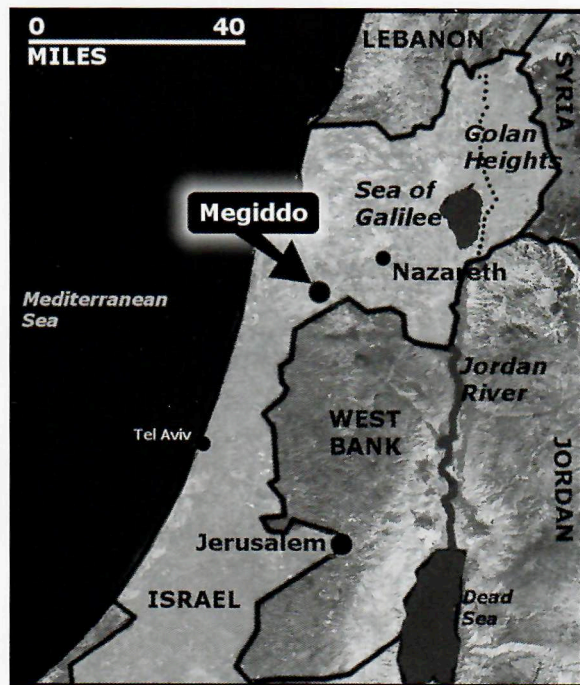 0 40
MILES
LEBANON
SYRIA
Golan
Heights
Sea of
Galilee
Megiddo
Nazareth
Mediterranean
Sea
Jordan
River
WEST
BANK
Tel Aviv
JORDAN
Jerusalem
ISRAEL
Dead
Sea